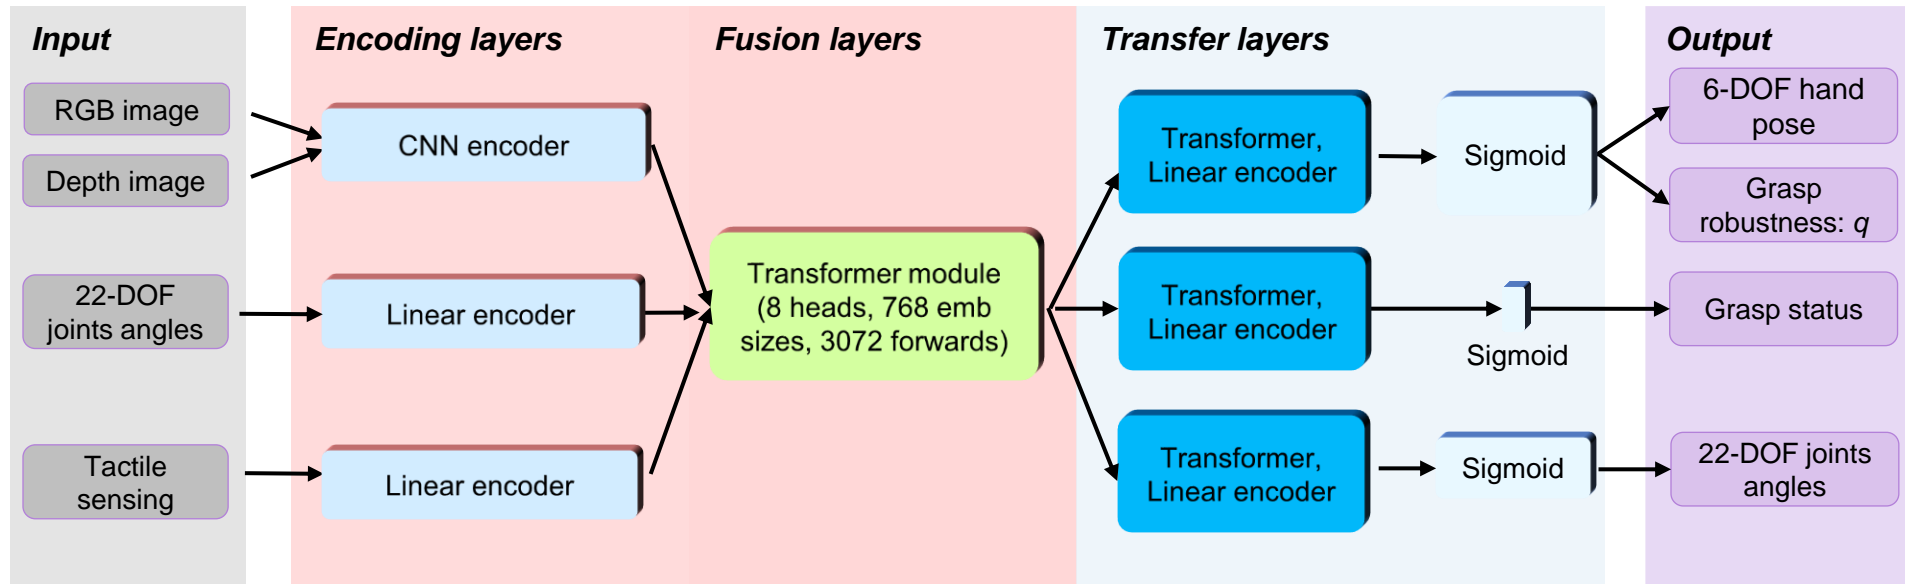 Input
Encoding layers
Fusion layers
Transfer layers
Output
RGB image
Depth image
22-DOF
joints angles
Tactile
sensing
CNN encoder
Linear encoder
Linear encoder
Transformer module
(8 heads, 768 emb
sizes, 3072 forwards)
Transformer,
Linear encoder
Sigmoid
Transformer,
Linear encoder
Sigmoid
Transformer,
Linear encoder
Sigmoid
6-DOF hand
pose
Grasp
robustness: q
Grasp status
22-DOF joints
angles